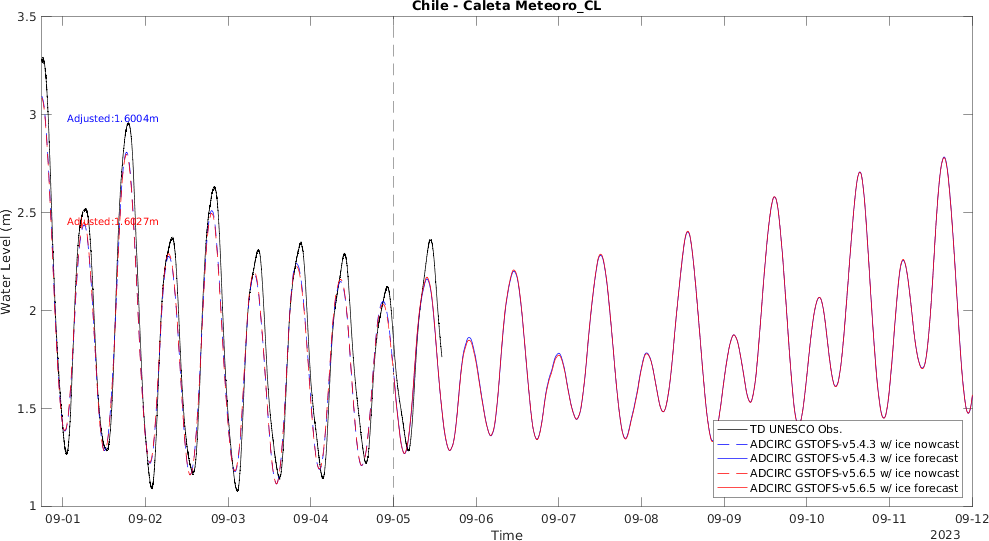 Chile - Caleta Meteoro_CL
Water Level (m)
3.5
3
2.5
2
1.5
1
Adjusted:1.6004m
Adjusted:1.6027m
TD UNESCO Obs.
ADCIRC GSTOFS-v5.4.3 w/ ice nowcast
ADCIRC GSTOFS-v5.4.3 w/ ice forecast
ADCIRC GSTOFS-v5.6.5 w/ ice nowcast
ADCIRC GSTOFS-v5.6.5 w/ ice forecast
09-01 09-02 09-03 09-04 09-05 09-06 09-07 09-08 09-09 09-10 09-11 09-12
Time
2023